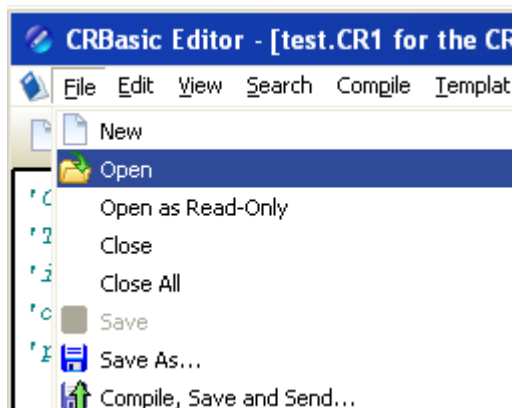 CRBasic Editor - [test.CR1 for the CR
File Edit View Search Compile Templat
New
Open
Open as Read-Only
Close
Close All
Save
Save As...
Compile, Save and Send...